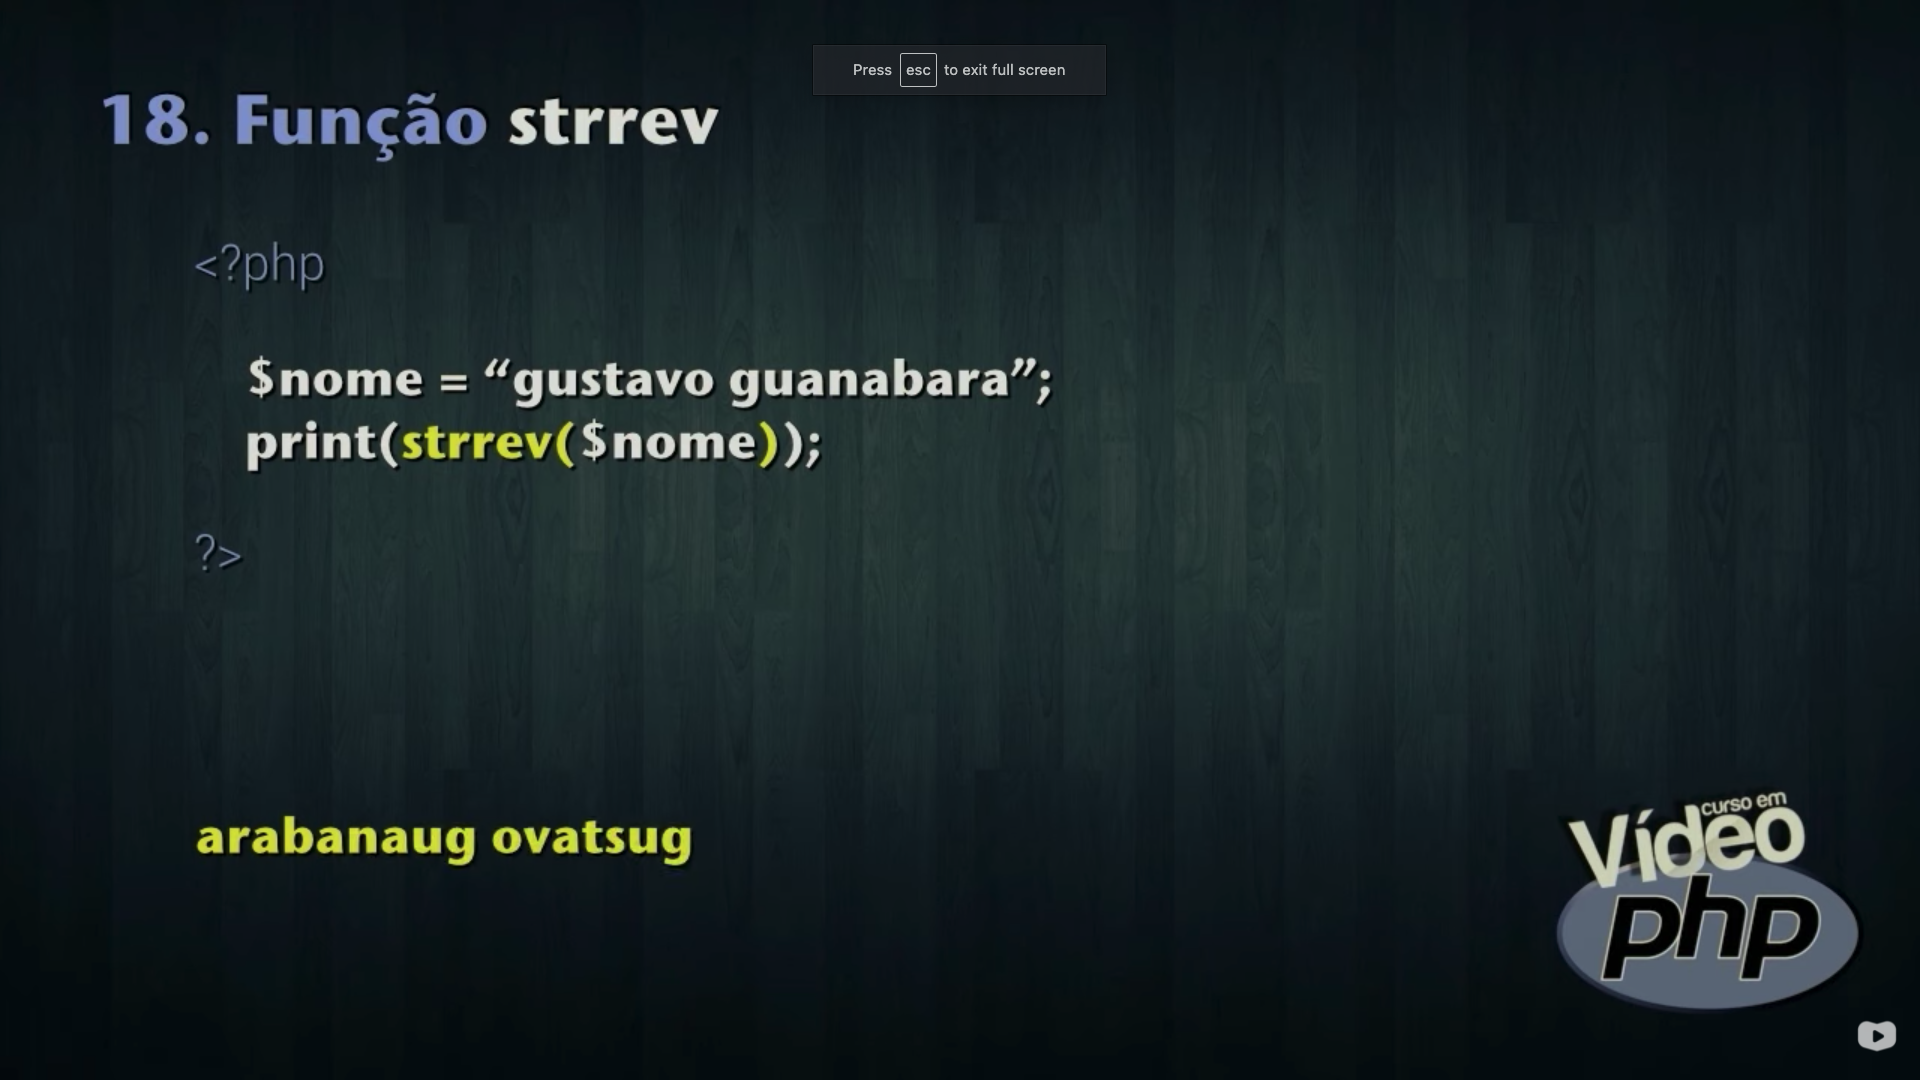 Press esc to exit full screen
18. Função strrev
<?php
$nome = “gustavo guanabara”;
print(strrev($nome));
?>
arabanaug ovatsug
curso em
Vídeo
php